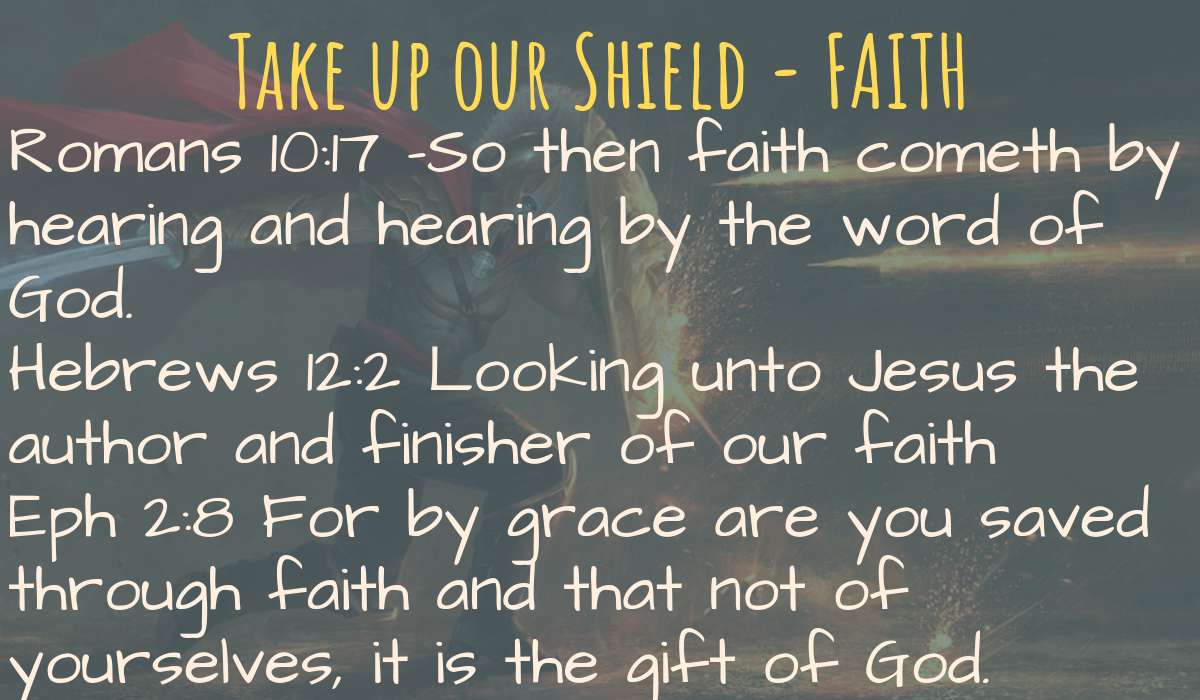 Take up our Shield - FAITH
Romans 10:17 -So then faith cometh by
hearing and hearing by the word of
God.
Hebrews 12:2 Looking unto Jesus the
author and finisher of our faith
Eph 2:8 For by grace are you saved
through faith and that not of
yourselves, it is the gift of God.